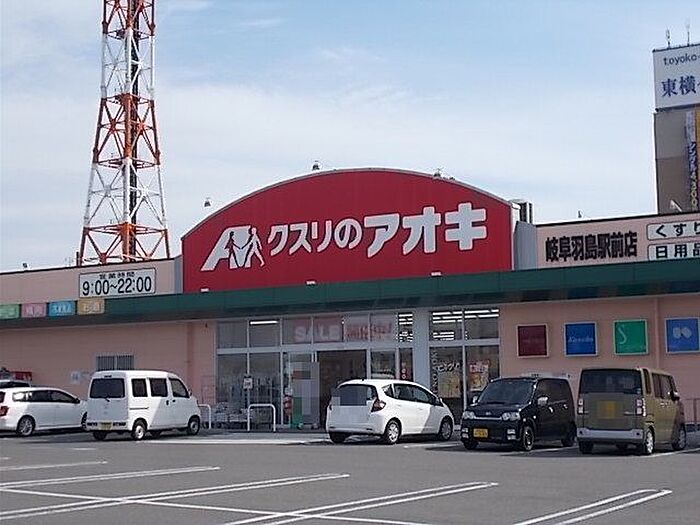 toyoko-
東横
クスリのアオキ
岐阜羽島駅前店
くすり
日用品
営業時間
9:00~22:00
SALE